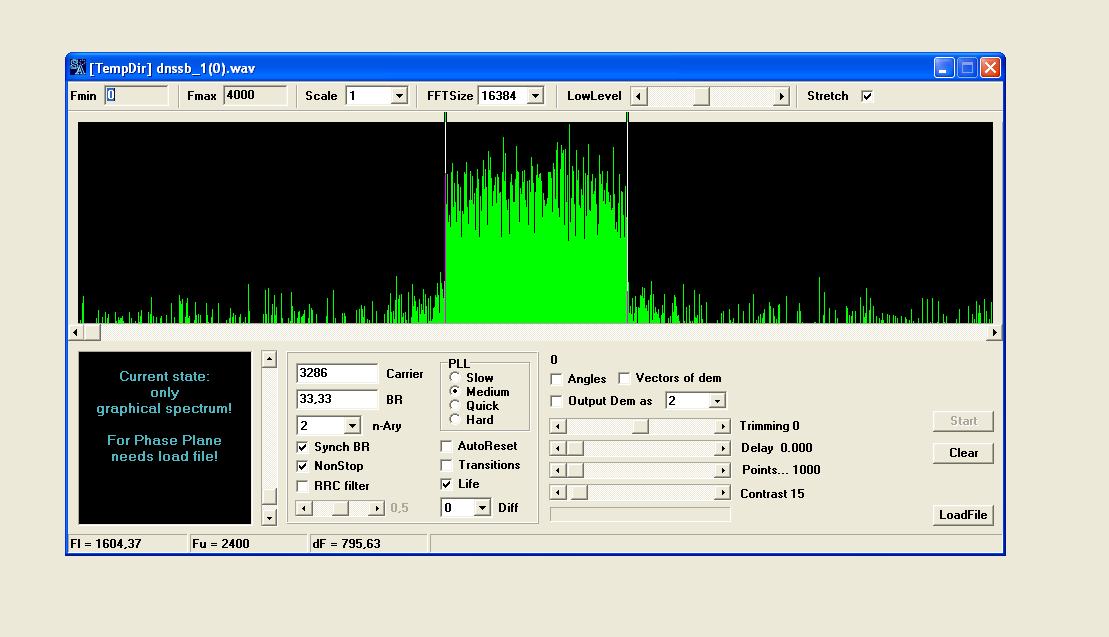 [TempDir] dnssb_1(0).wav
Fmin 0 Fmax 4000 Scale 1 FFTSize 16384 LowLevel Stretch
Current state:
only
graphical spectrum!
For Phase Plane
needs load file!
3286 Carrier
33,33 BR
2 n-Ary
Synch BR
NonStop
RRC filter
0,5
PLL
Slow
Medium
Quick
Hard
AutoReset
Transitions
Life
0 Diff
0
Angles Vectors of dem
Output Dem as 2
Trimming 0
Delay 0.000
Points... 1000
Contrast 15
Start
Clear
LoadFile
Fl = 1604,37 Fu = 2400 dF = 795,63